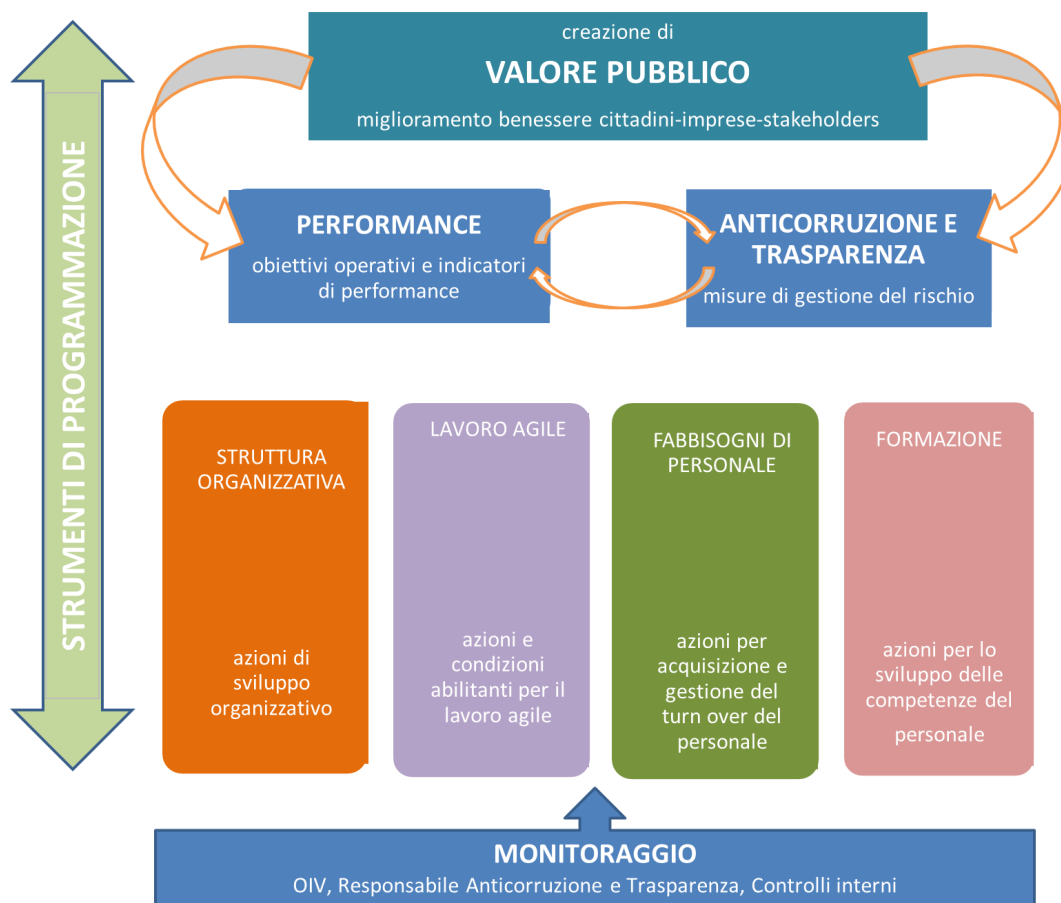 STRUMENTI DI PROGRAMMAZIONE
creazione di
VALORE PUBBLICO
miglioramento benessere cittadini-imprese-stakeholders
PERFORMANCE
obiettivi operativi e indicatori
di performance
ANTICORRUZIONE E
TRASPARENZA
misure di gestione del rischio
STRUTTURA
ORGANIZZATIVA
azioni di
sviluppo
organizzativo
LAVORO AGILE
azioni e
condizioni
abilitanti per il
lavoro agile
FABBISOGNI DI
PERSONALE
azioni per
acquisizione e
gestione del
turn over del
personale
FORMAZIONE
azioni per lo
sviluppo delle
competenze del
personale
MONITORAGGIO
OIV, Responsabile Anticorruzione e Trasparenza, Controlli interni